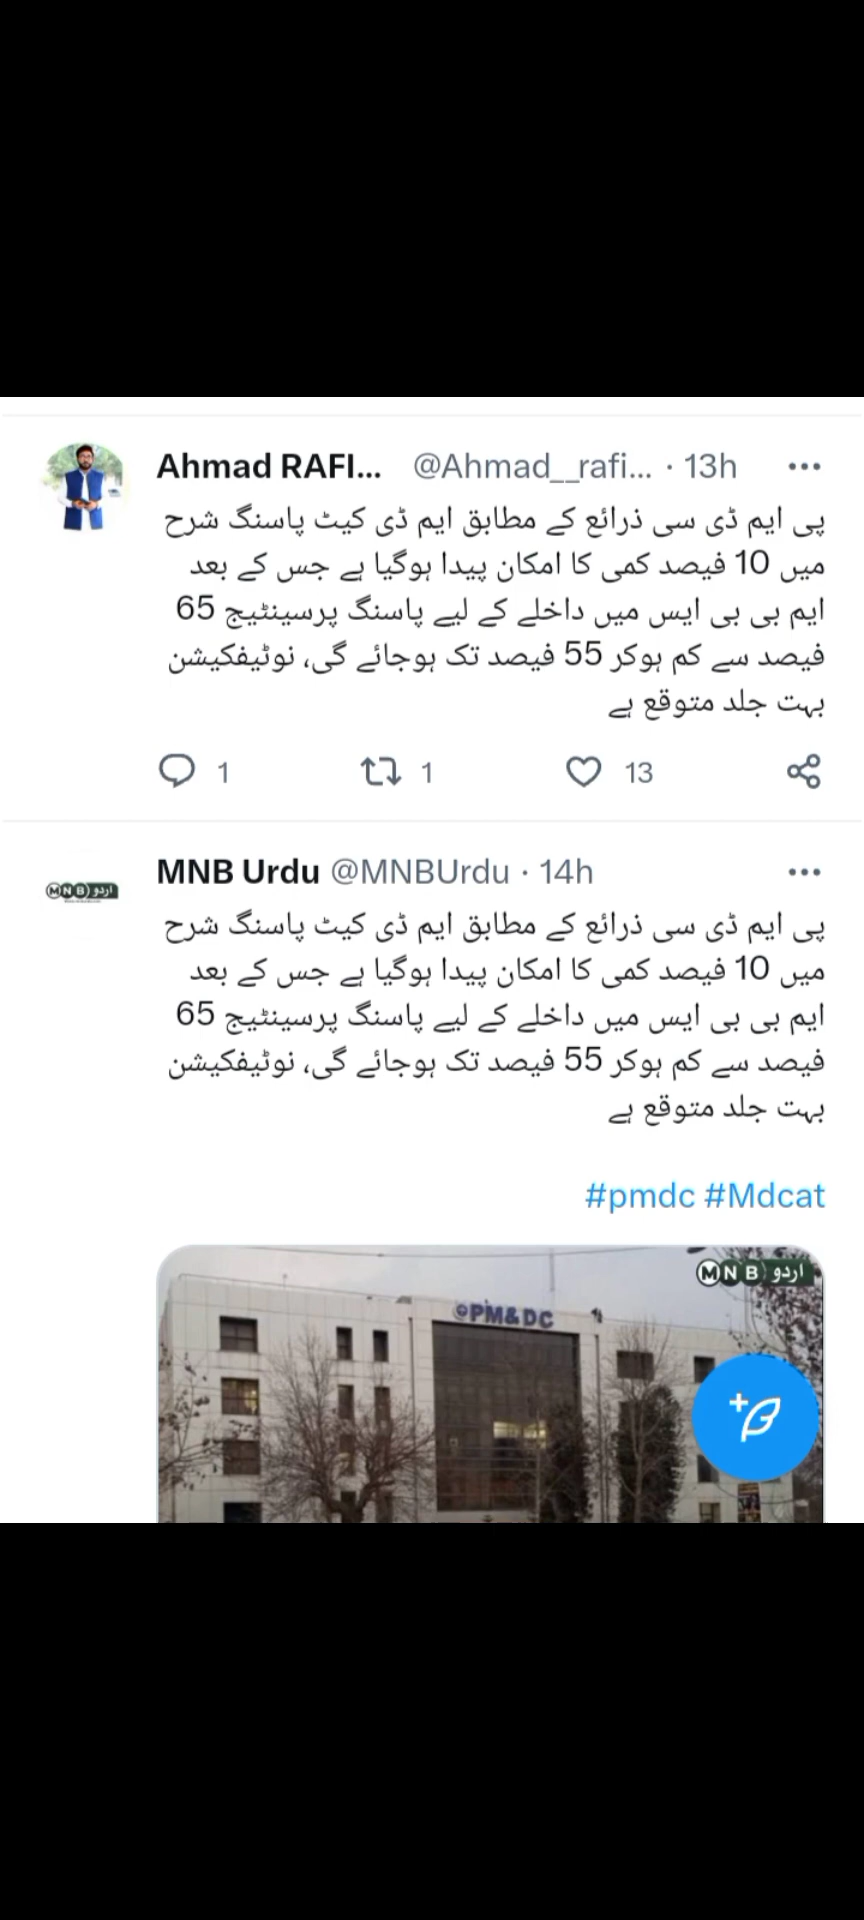 Ahmad RAFI... @Ahmad__rafi... · 13h
پی ایم ڈی سی ذرائع کے مطابق ایم ڈی کیٹ پاسنگ شرح
میں 10 فیصد کمی کا امکان پیدا ہوگیا ہے جس کے بعد
ایم بی بی ایس میں داخلے کے لیے پاسنگ پرسینٹیج 65
فیصد سے کم ہوکر 55 فیصد تک ہوجائے گی، نوٹیفکیشن
بہت جلد متوقع ہے
1 1 13
MNB اردو
MNB Urdu @MNBUrdu · 14h
پی ایم ڈی سی ذرائع کے مطابق ایم ڈی کیٹ پاسنگ شرح
میں 10 فیصد کمی کا امکان پیدا ہوگیا ہے جس کے بعد
ایم بی بی ایس میں داخلے کے لیے پاسنگ پرسینٹیج 65
فیصد سے کم ہوکر 55 فیصد تک ہوجائے گی، نوٹیفکیشن
بہت جلد متوقع ہے
#pmdc #Mdcat
MNB اردو
PM&DC